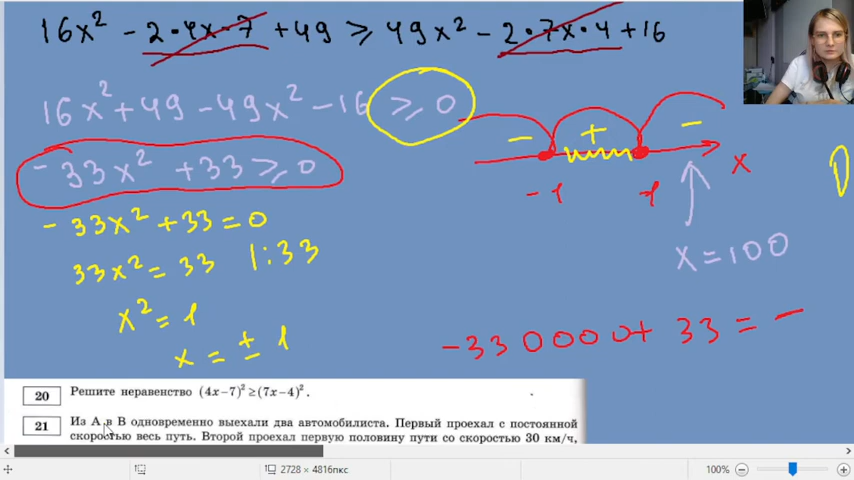 16x² - 2·4x·7 + 49 ≥ 49x² - 2·7x·4 + 16
16x² + 49 - 49x² - 16 ≥ 0
- + -
-33x² + 33 ≥ 0
x
-1 1
-33x² + 33 = 0
x = 100
33x² = 33 |:33
x² = 1
-330000 + 33 = -
x = ± 1
20 Решите неравенство (4x−7)² ≥ (7x−4)².
21 Из А в В одновременно выехали два автомобилиста. Первый проехал с постоянной
скоростью весь путь. Второй проехал первую половину пути со скоростью 30 км/ч,
2728 × 4816пкс
100%